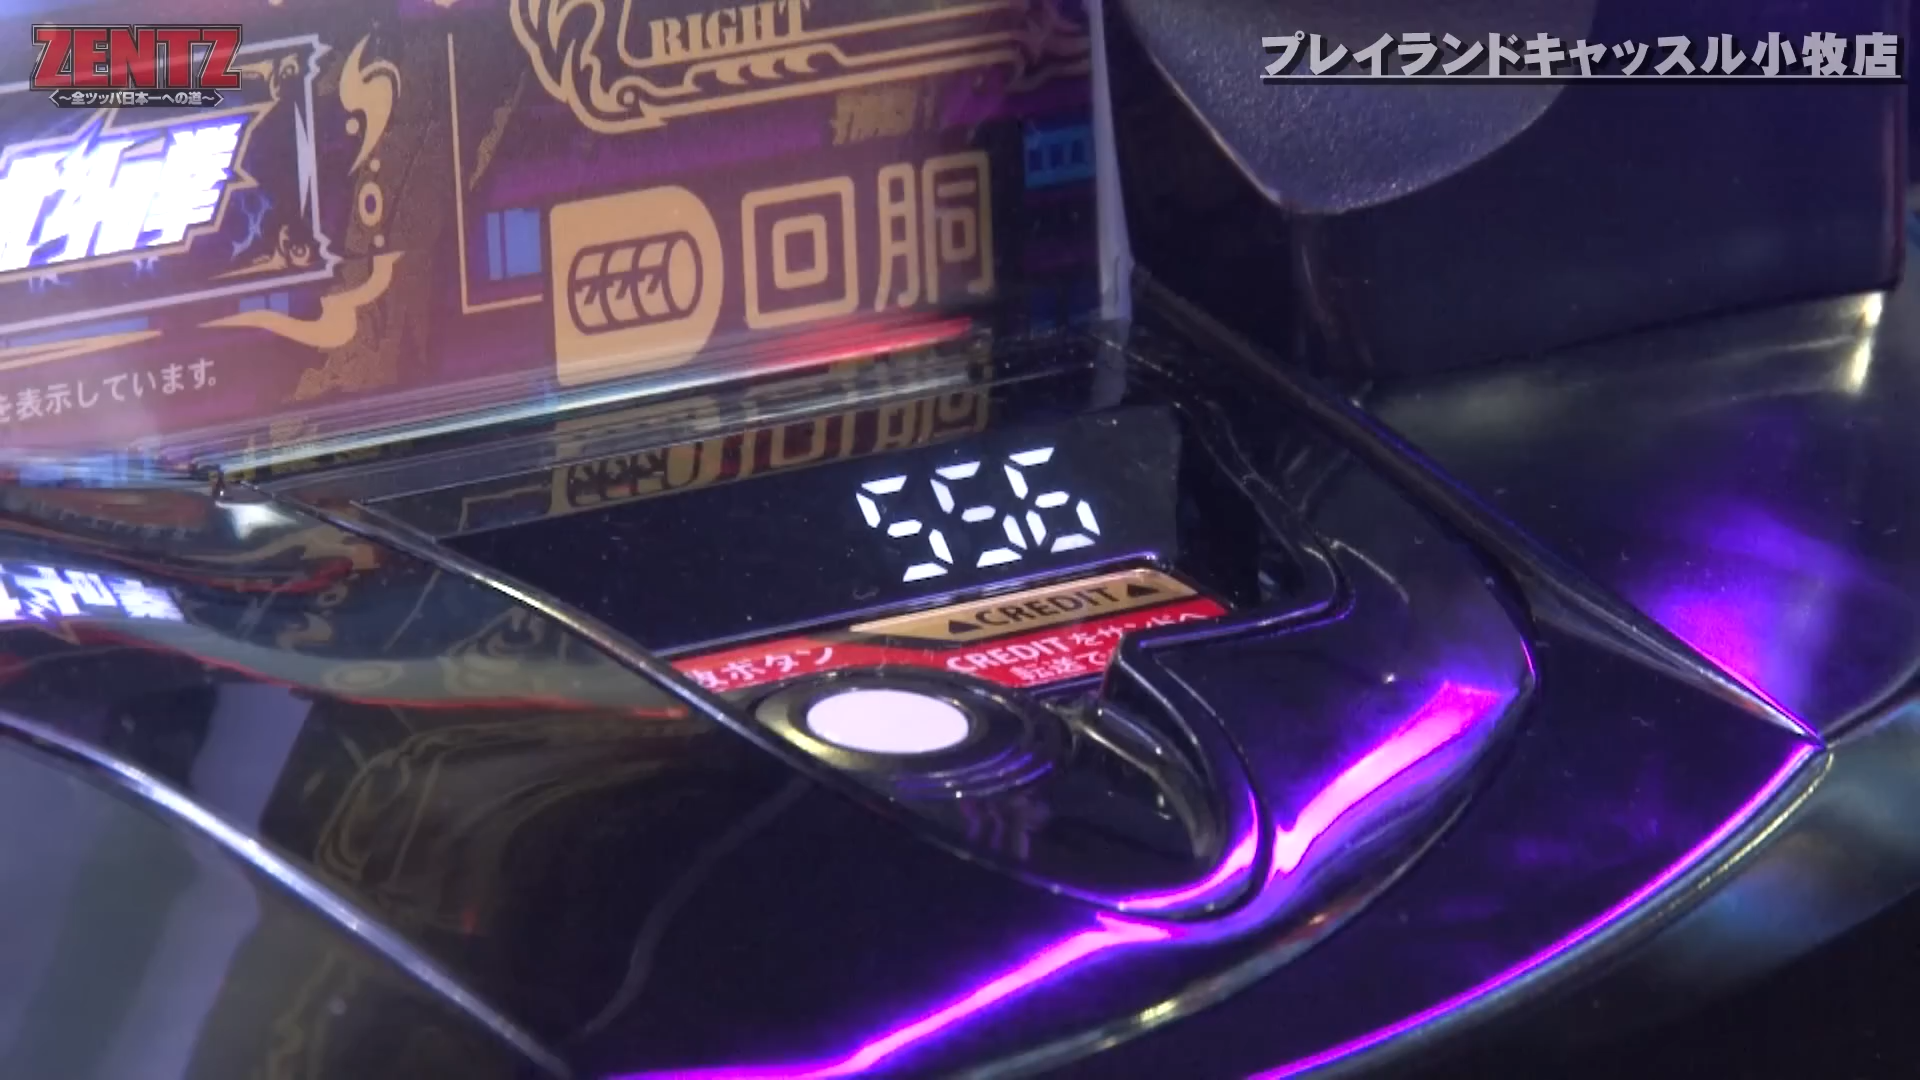 ZENTZ
～全ツッパ日本一への道～
プレイランドキャッスル小牧店
RIGHT
回胴
を表示しています。
556
▲CREDIT▲
CREDITをサンドへ
転送で
ボタン